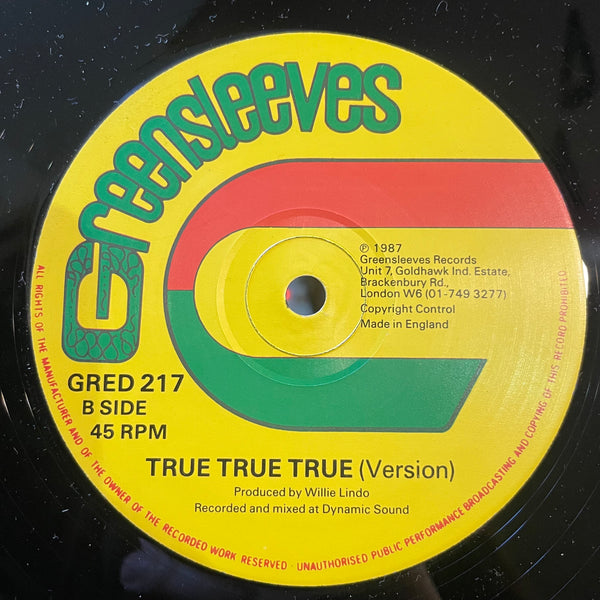 Greensleeves
℗ 1987
Greensleeves Records
Unit 7, Goldhawk Ind. Estate,
Brackenbury Rd.,
London W6 (01-749 3277)
Copyright Control
Made in England
GRED 217
B SIDE
45 RPM
TRUE TRUE TRUE (Version)
Produced by Willie Lindo
Recorded and mixed at Dynamic Sound
ALL RIGHTS OF THE MANUFACTURER AND OF THE OWNER OF THE RECORDED WORK RESERVED · UNAUTHORISED PUBLIC PERFORMANCE BROADCASTING AND COPYING OF THIS RECORD PROHIBITED